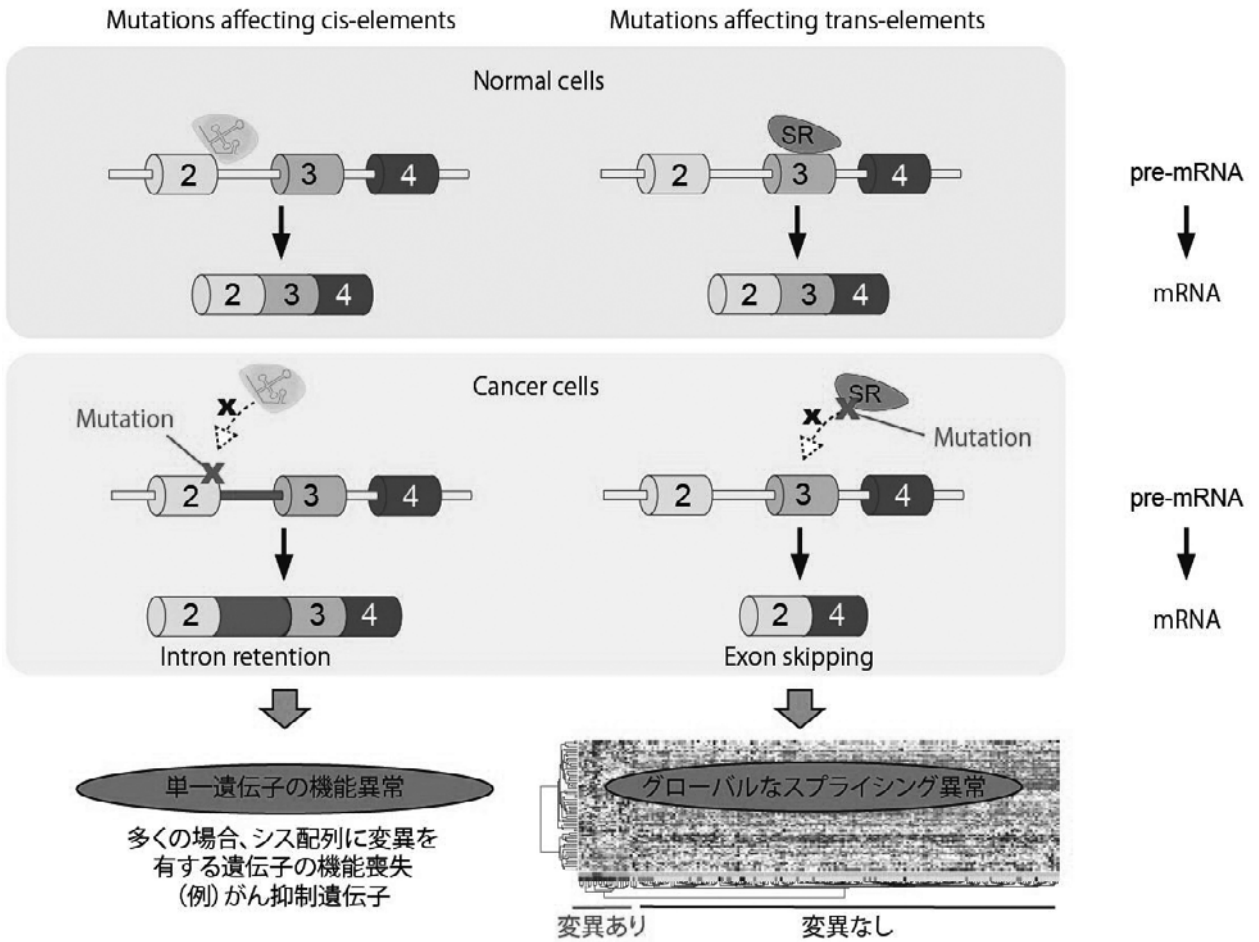 Mutations affecting cis-elements
Mutations affecting trans-elements
Normal cells
SR
2 3 4
2 3 4
pre-mRNA
2 3 4
2 3 4
mRNA
Cancer cells
x
SR
x
Mutation
X
X
Mutation
2 3 4
2 3 4
pre-mRNA
2 3 4
2 4
mRNA
Intron retention
Exon skipping
単一遺伝子の機能異常
グローバルなスプライシング異常
多くの場合、シス配列に変異を
有する遺伝子の機能喪失
（例）がん抑制遺伝子
変異あり
変異なし